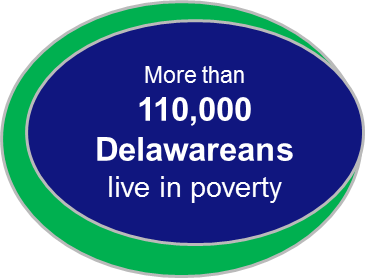 More than
110,000
Delawareans
live in poverty